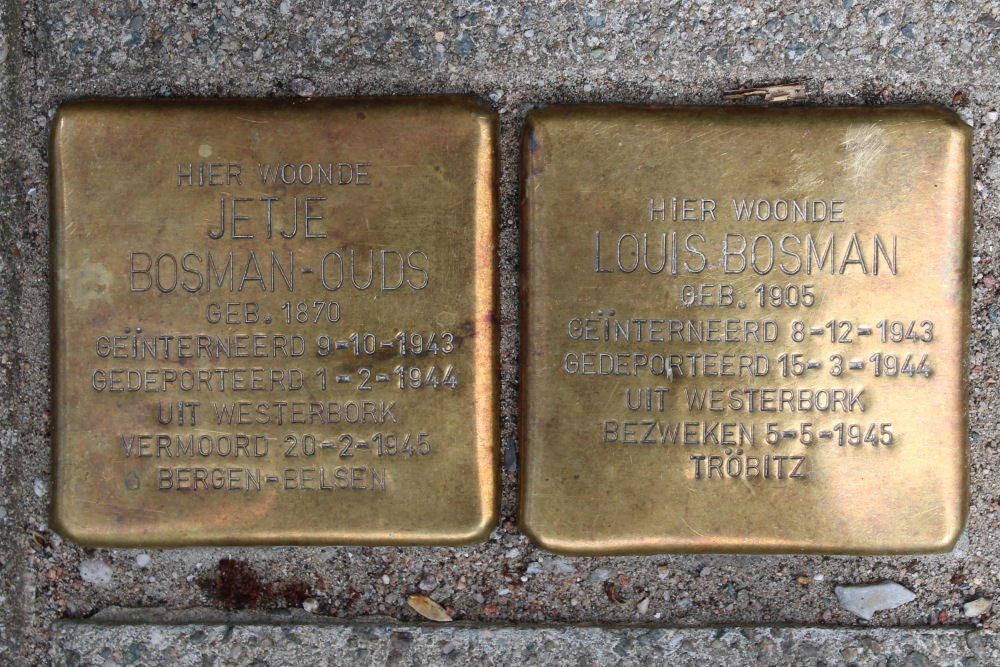 HIER WOONDE
JETJE
BOSMAN-OUDS
GEB. 1870
GEÏNTERNEERD 9-10-1943
GEDEPORTEERD 1-2-1944
UIT WESTERBORK
VERMOORD 20-2-1945
BERGEN-BELSEN
HIER WOONDE
LOUIS BOSMAN
GEB. 1905
GEÏNTERNEERD 8-12-1943
GEDEPORTEERD 15-3-1944
UIT WESTERBORK
BEZWEKEN 5-5-1945
TRÖBITZ